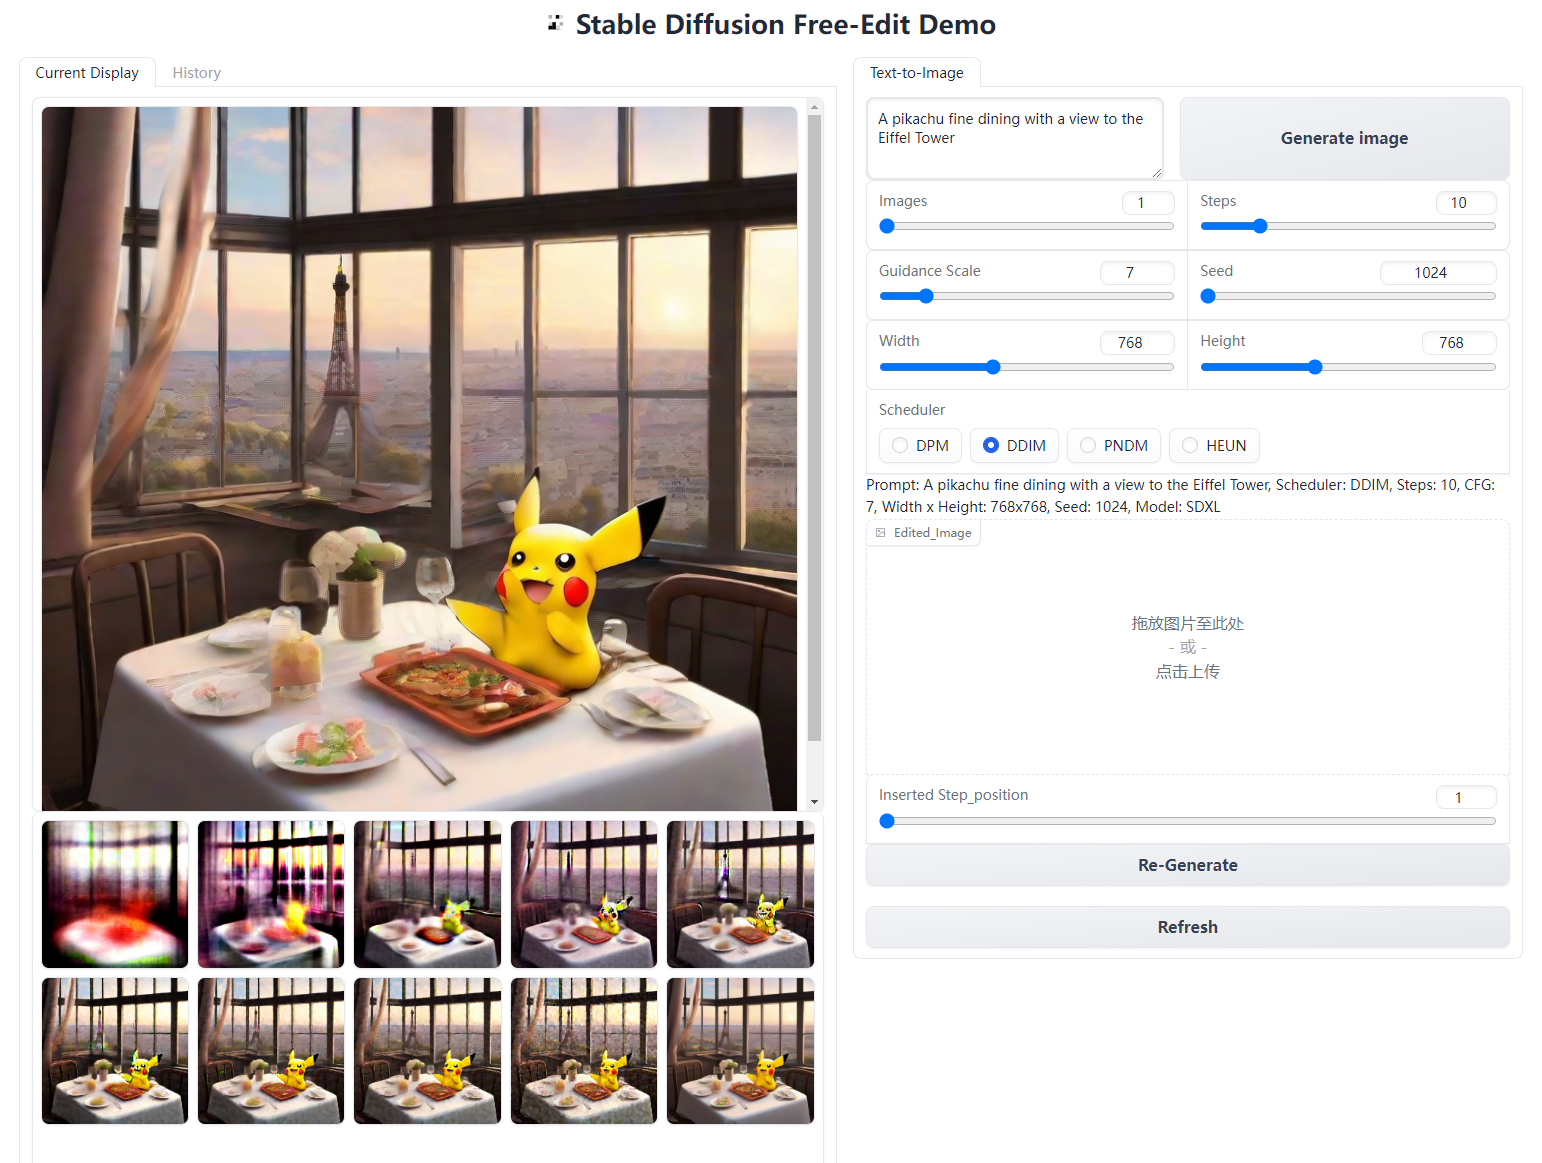 Stable Diffusion Free-Edit Demo
Current Display
History
Text-to-Image
A pikachu fine dining with a view to the
Eiffel Tower
Generate image
Images
1
Steps
10
Guidance Scale
7
Seed
1024
Width
768
Height
768
Scheduler
DPM
DDIM
PNDM
HEUN
Prompt: A pikachu fine dining with a view to the Eiffel Tower, Scheduler: DDIM, Steps: 10, CFG:
7, Width x Height: 768x768, Seed: 1024, Model: SDXL
Edited_Image
拖放图片至此处
- 或 -
点击上传
Inserted Step_position
1
Re-Generate
Refresh